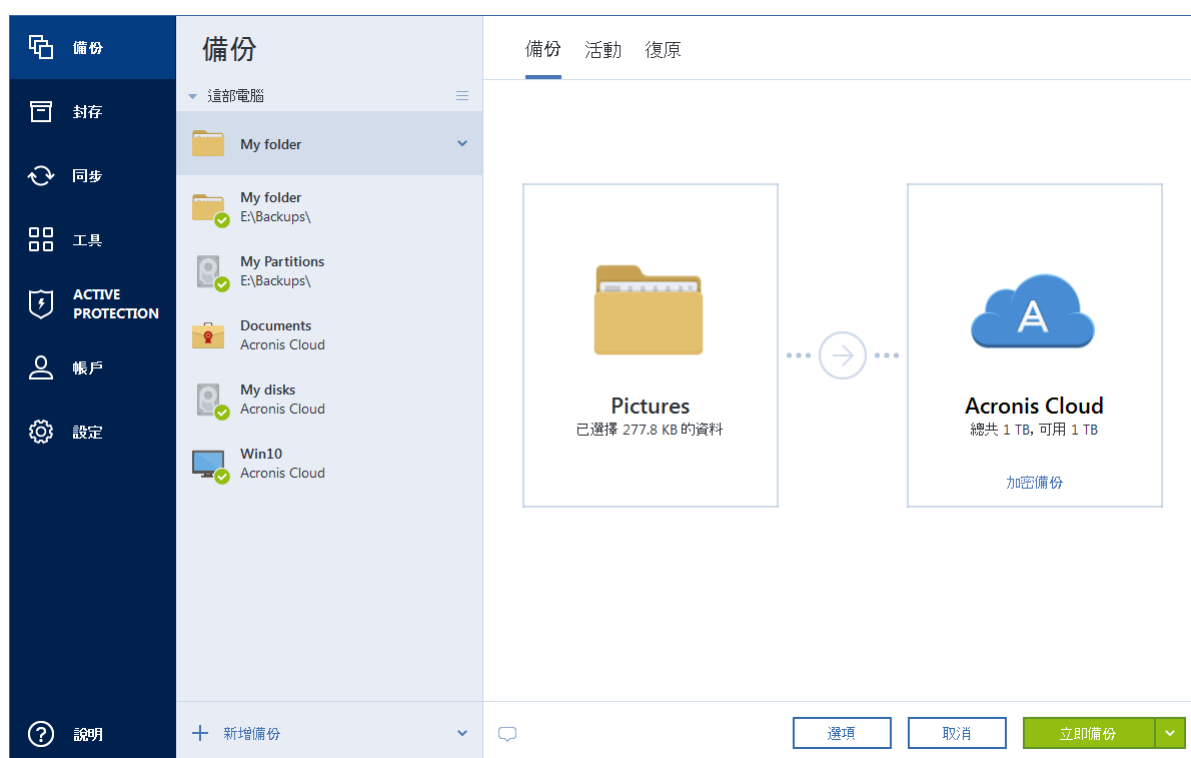 備份
封存
同步
工具
ACTIVE
PROTECTION
帳戶
設定
說明
備份
這部電腦
My folder
My folder
E:\Backups\
My Partitions
E:\Backups\
Documents
Acronis Cloud
My disks
Acronis Cloud
Win10
Acronis Cloud
新增備份
備份 活動 復原
Pictures
已選擇 277.8 KB 的資料
Acronis Cloud
總共 1 TB, 可用 1 TB
加密備份
選項
取消
立即備份